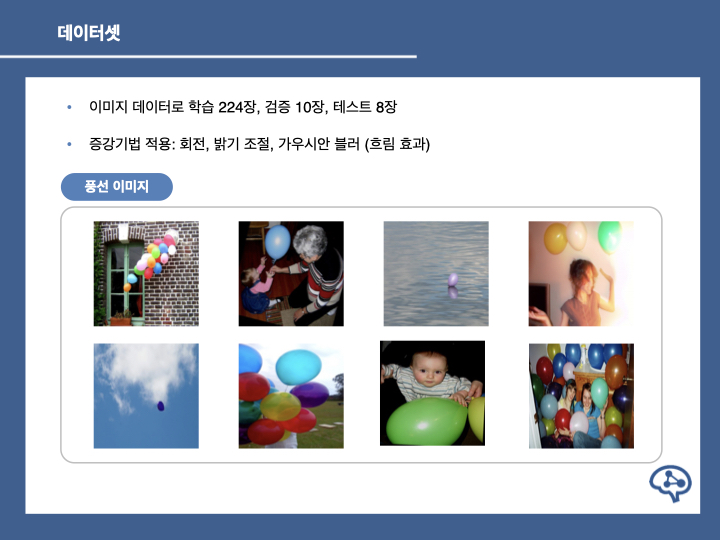 데이터셋
• 이미지 데이터로 학습 224장, 검증 10장, 테스트 8장
• 증강기법 적용: 회전, 밝기 조절, 가우시안 블러 (흐림 효과)
풍선 이미지